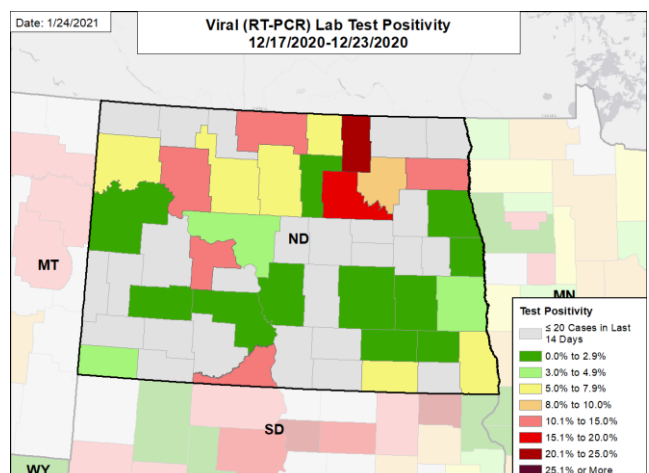 Date: 1/24/2021
Viral (RT-PCR) Lab Test Positivity
12/17/2020-12/23/2020
ND
MT
MN
SD
WY
Test Positivity
≤ 20 Cases in Last
14 Days
0.0% to 2.9%
3.0% to 4.9%
5.0% to 7.9%
8.0% to 10.0%
10.1% to 15.0%
15.1% to 20.0%
20.1% to 25.0%
25.1% or More